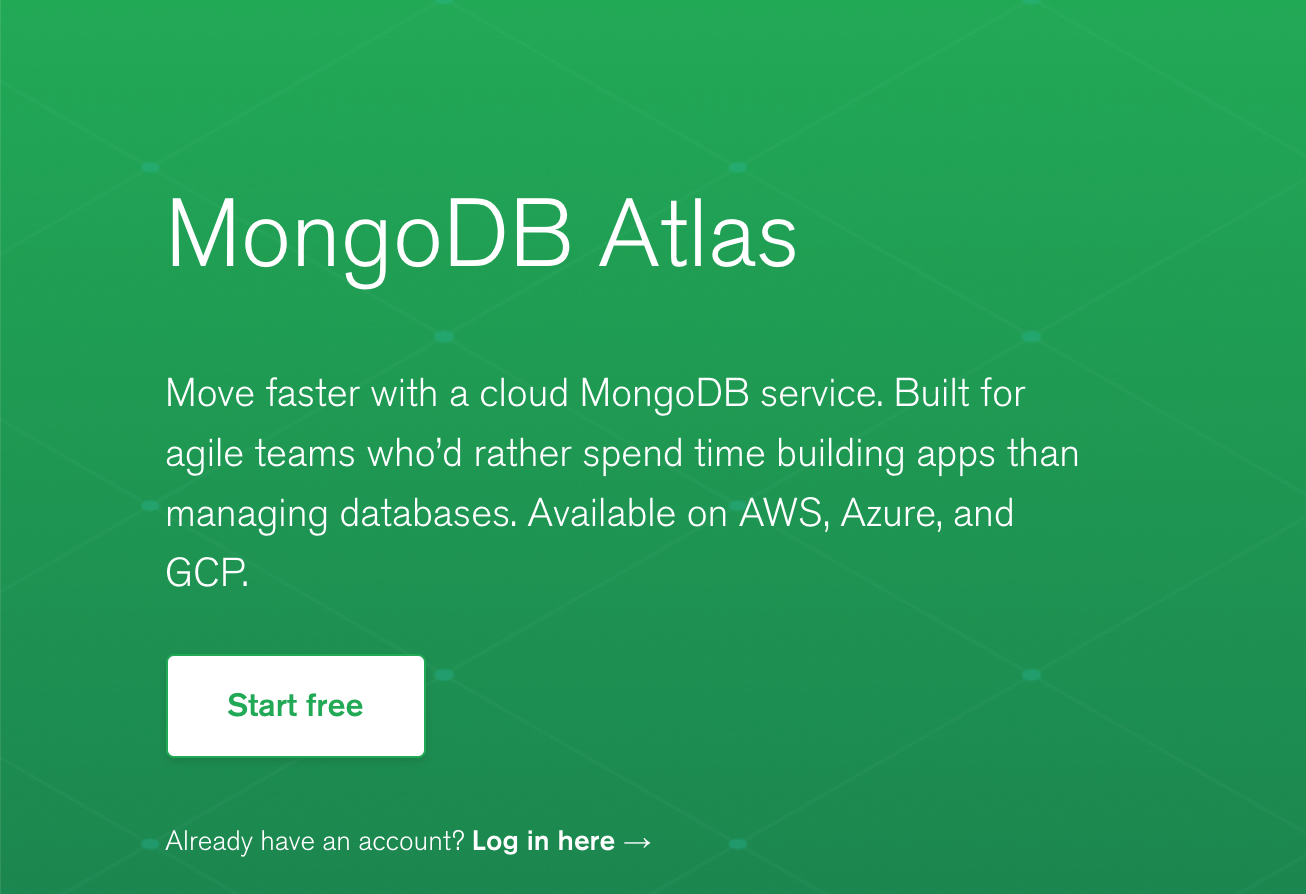 MongoDB Atlas
Move faster with a cloud MongoDB service. Built for
agile teams who’d rather spend time building apps than
managing databases. Available on AWS, Azure, and
GCP.
Start free
Already have an account? Log in here →